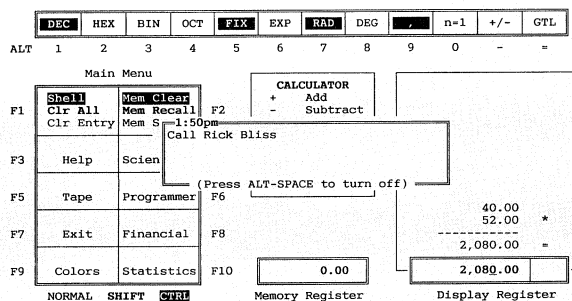 DEC HEX BIN OCT FIX EXP RAD DEG , n=1 +/- GTL
ALT 1 2 3 4 5 6 7 8 9 0 - =
Main Menu
CALCULATOR
+ Add
- Subtract
F1 Shell Mem Clear F2
Clr All Mem Recall
Clr Entry Mem S
1:50pm
Call Rick Bliss
(Press ALT-SPACE to turn off)
F3 Help Scien
F5 Tape Programmer F6
40.00
52.00 *
-----------
2,080.00 =
F7 Exit Financial F8
F9 Colors Statistics F10 0.00 2,080.00
NORMAL SHIFT CTRL Memory Register Display Register